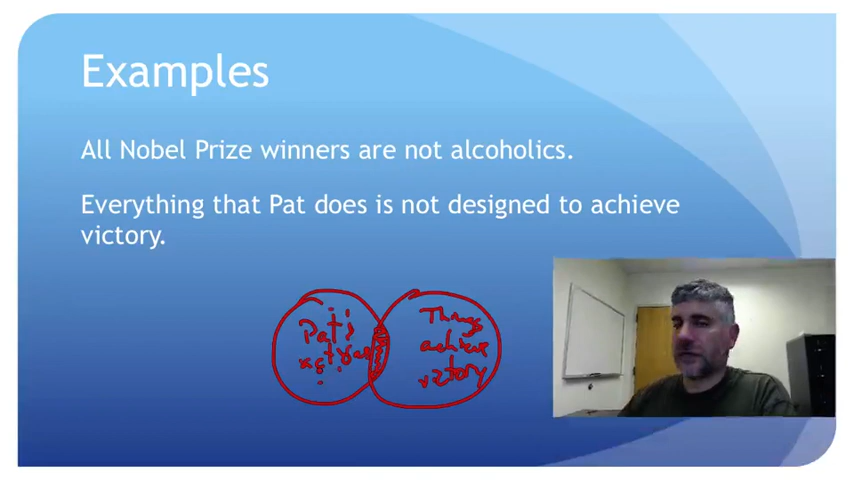 Examples
All Nobel Prize winners are not alcoholics.
Everything that Pat does is not designed to achieve
victory.
Pat's
Things
achieve
victory